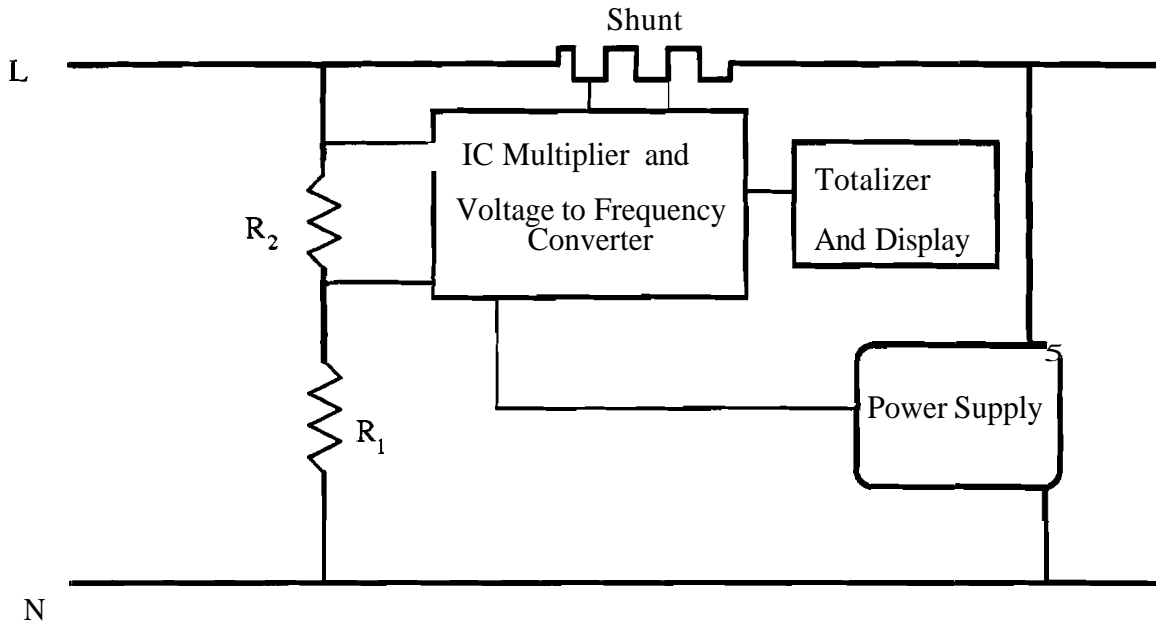 Shunt
L
IC Multiplier and
Voltage to Frequency
Converter
Totalizer
And Display
R₂
5
Power Supply
R₁
N